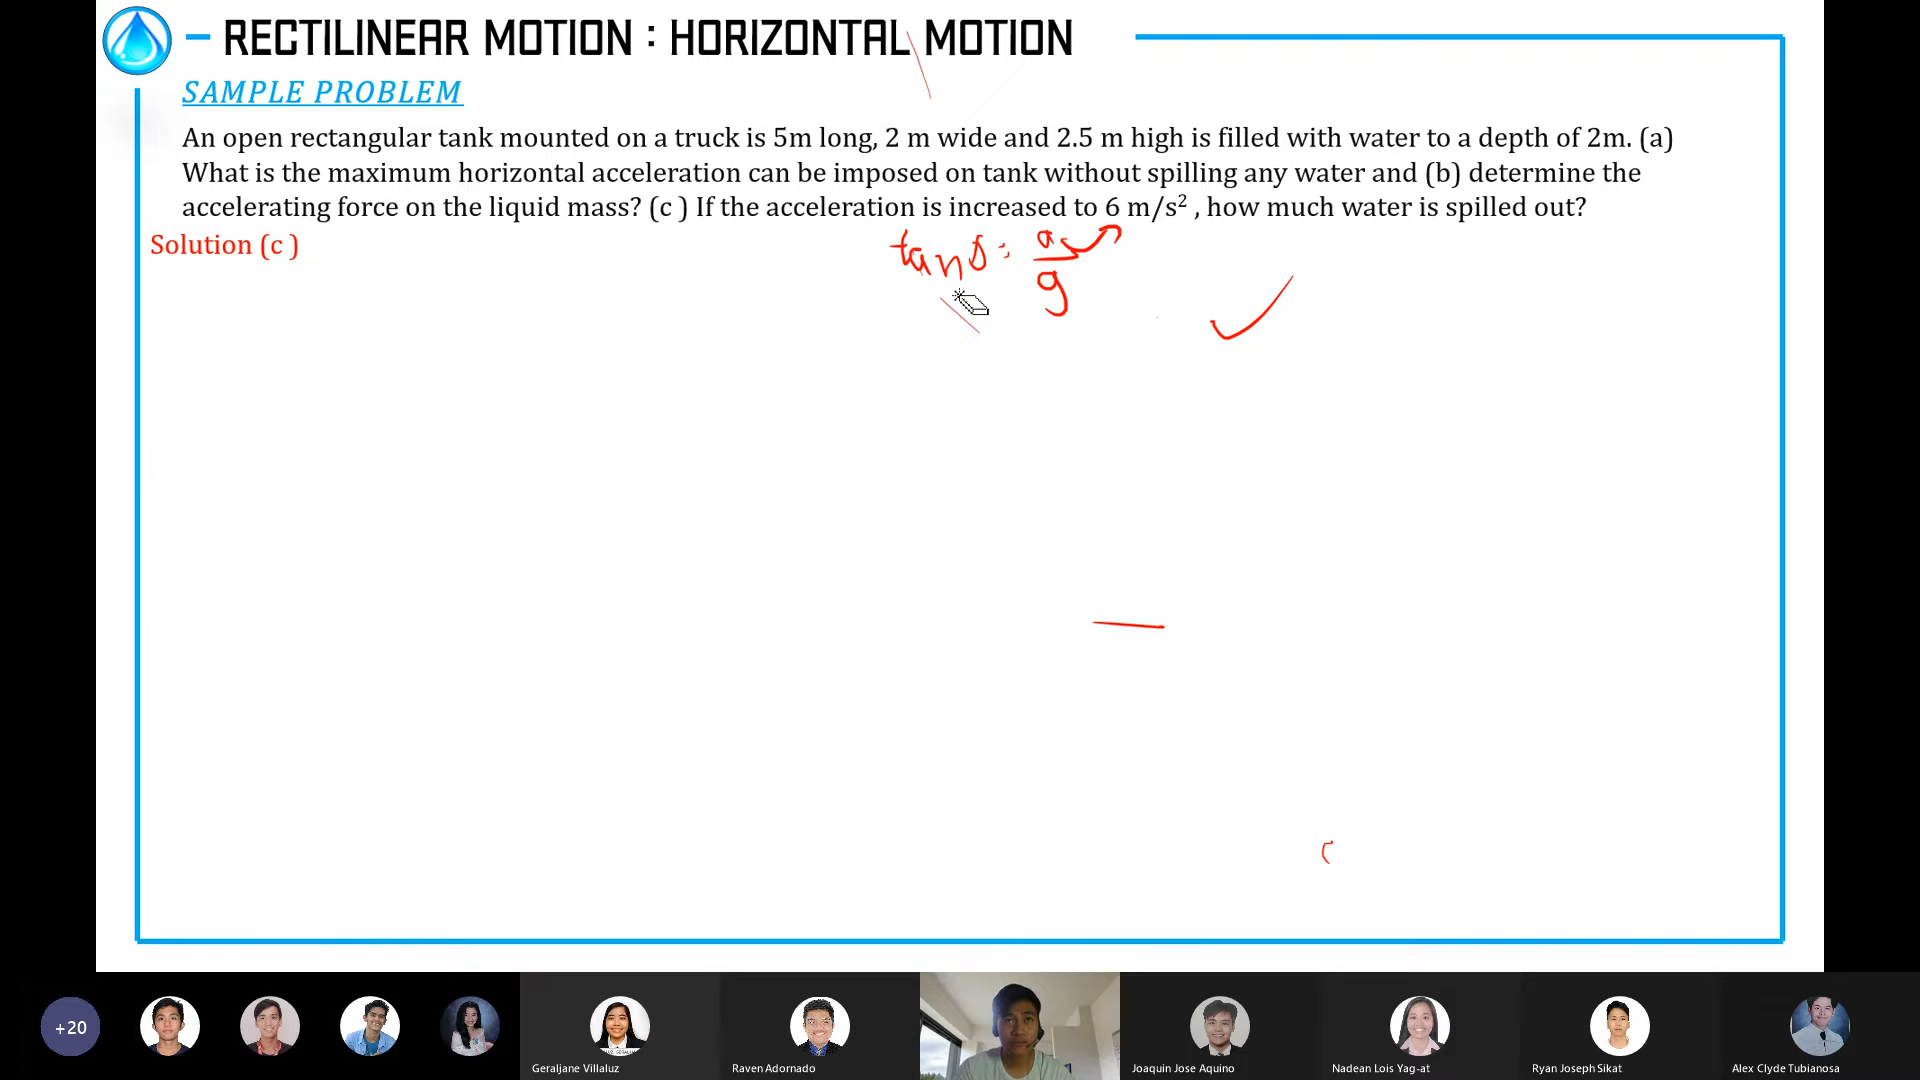 RECTILINEAR MOTION : HORIZONTAL MOTION
SAMPLE PROBLEM
An open rectangular tank mounted on a truck is 5m long, 2 m wide and 2.5 m high is filled with water to a depth of 2m. (a)
What is the maximum horizontal acceleration can be imposed on tank without spilling any water and (b) determine the
accelerating force on the liquid mass? (c ) If the acceleration is increased to 6 m/s² , how much water is spilled out?
Solution (c )
tan θ = a/g
+20
Geraljane Villaluz
Raven Adornado
Joaquin Jose Aquino
Nadean Lois Yag-at
Ryan Joseph Sikat
Alex Clyde Tubianosa